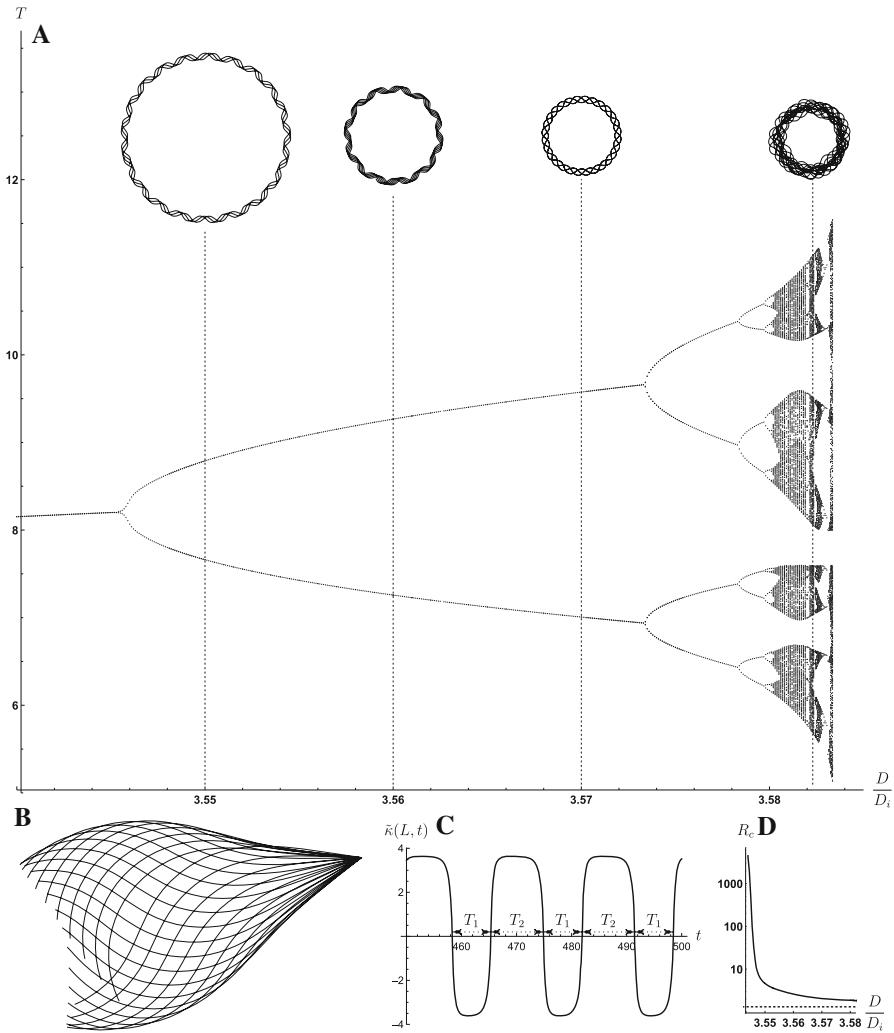 T
A
12
10
8
6
3.55 3.56 3.57 3.58
D
D_i
B
κ̃(L, t) C
4
2
T_1 T_2 T_1 T_2 T_1
460 470 480 490 500 t
−2
−4
R_c D
1000
100
10
3.55 3.56 3.57 3.58
D
D_i